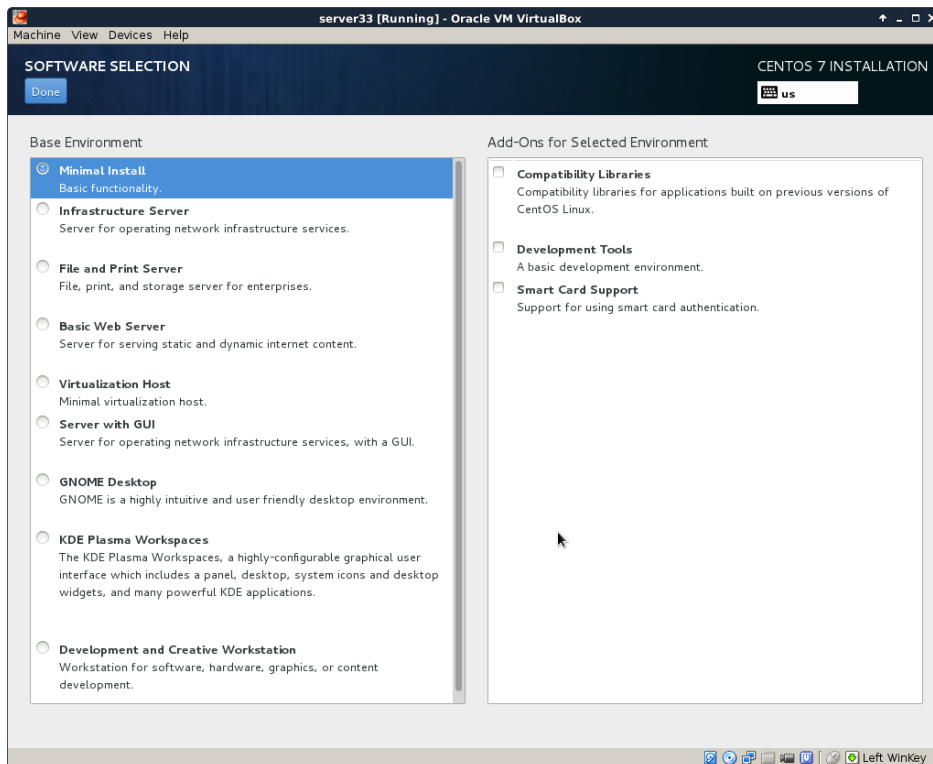 server33 [Running] - Oracle VM VirtualBox
Machine View Devices Help
SOFTWARE SELECTION
CENTOS 7 INSTALLATION
Done
us
Base Environment
Minimal Install
Basic functionality.
Infrastructure Server
Server for operating network infrastructure services.
File and Print Server
File, print, and storage server for enterprises.
Basic Web Server
Server for serving static and dynamic internet content.
Virtualization Host
Minimal virtualization host.
Server with GUI
Server for operating network infrastructure services, with a GUI.
GNOME Desktop
GNOME is a highly intuitive and user friendly desktop environment.
KDE Plasma Workspaces
The KDE Plasma Workspaces, a highly-configurable graphical user
interface which includes a panel, desktop, system icons and desktop
widgets, and many powerful KDE applications.
Development and Creative Workstation
Workstation for software, hardware, graphics, or content
development.
Add-Ons for Selected Environment
Compatibility Libraries
Compatibility libraries for applications built on previous versions of
CentOS Linux.
Development Tools
A basic development environment.
Smart Card Support
Support for using smart card authentication.
Left WinKey